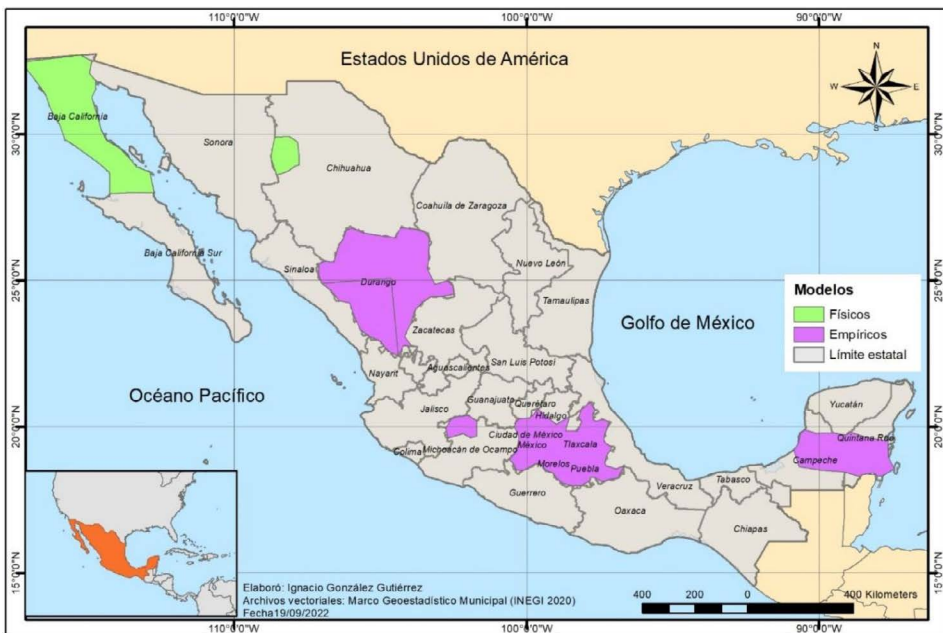 110°0'0"W
100°0'0"W
90°0'0"W
Estados Unidos de América
N
W
E
S
30°0'0"N
30°0'0"N
Baja California
Sonora
Chihuahua
Coahuila de Zaragoza
Baja California Sur
Sinaloa
Durango
Nuevo León
25°0'0"N
25°0'0"N
Tamaulipas
Zacatecas
Golfo de México
Modelos
Físicos
Empíricos
Límite estatal
Océano Pacífico
Nayarit
Aguascalientes
San Luis Potosí
Jalisco
Guanajuato
Querétaro
Hidalgo
Yucatán
20°0'0"N
20°0'0"N
Colima
Michoacán de Ocampo
Ciudad de México
México
Tlaxcala
Morelos
Puebla
Quintana Roo
Campeche
Guerrero
Veracruz
Tabasco
Oaxaca
Chiapas
15°0'0"N
15°0'0"N
Elaboró: Ignacio González Gutiérrez
Archivos vectoriales: Marco Geoestadístico Municipal (INEGI 2020)
Fecha19/09/2022
400 200 0 400 Kilometers
110°0'0"W
100°0'0"W
90°0'0"W